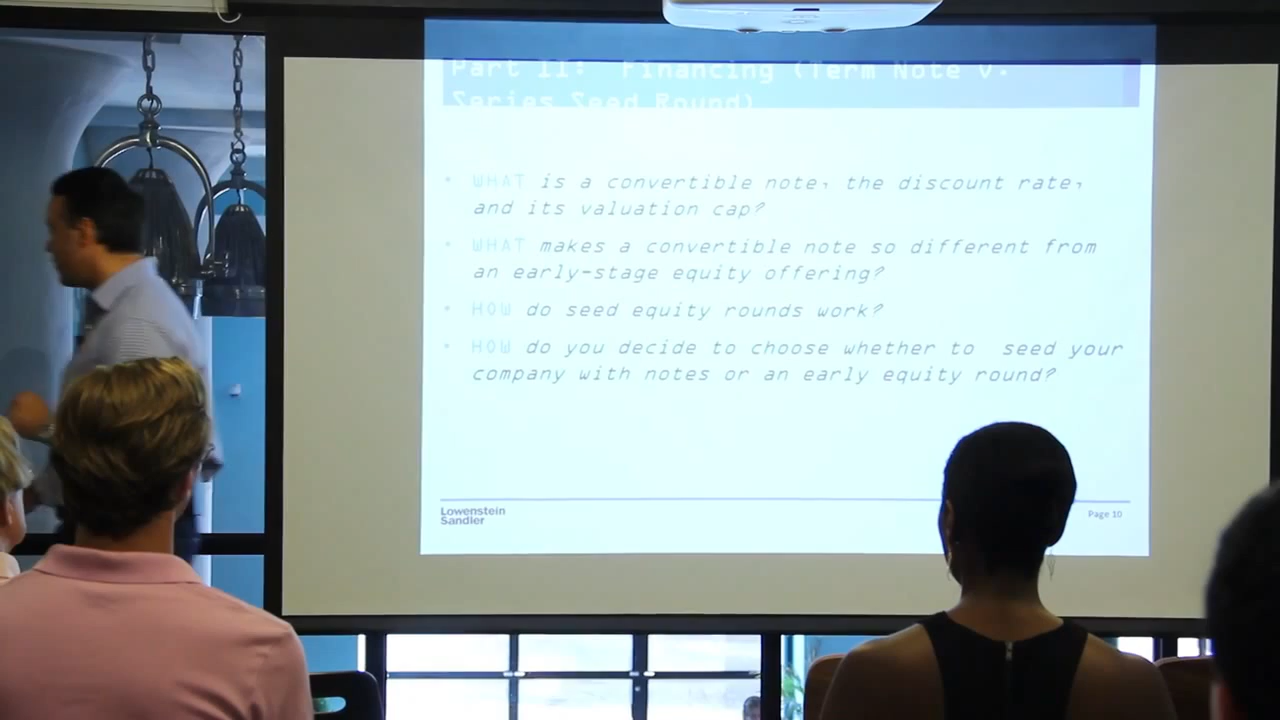 Part II: Financing (Term Note v.
Series Seed Round)
• WHAT is a convertible note, the discount rate,
and its valuation cap?
• WHAT makes a convertible note so different from
an early-stage equity offering?
• HOW do seed equity rounds work?
• HOW do you decide to choose whether to seed your
company with notes or an early equity round?
Lowenstein
Sandler
Page 10